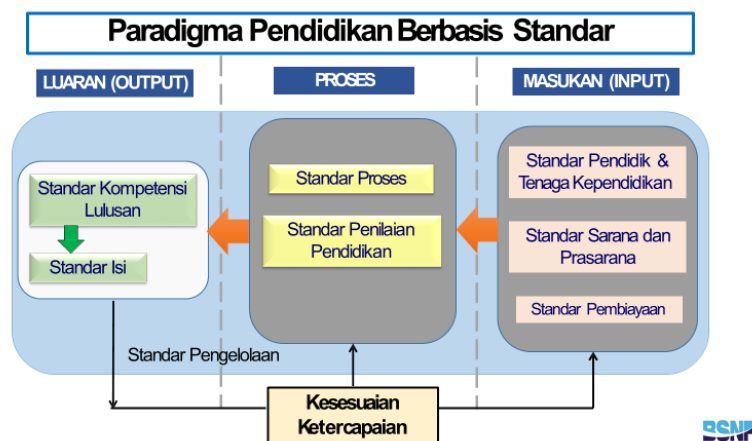 Paradigma Pendidikan Berbasis Standar
LUARAN (OUTPUT)
PROSES
MASUKAN (INPUT)
Standar Kompetensi
Lulusan
Standar Isi
Standar Proses
Standar Penilaian
Pendidikan
Standar Pendidik &
Tenaga Kependidikan
Standar Sarana dan
Prasarana
Standar Pembiayaan
Standar Pengelolaan
Kesesuaian
Ketercapaian
BSNP